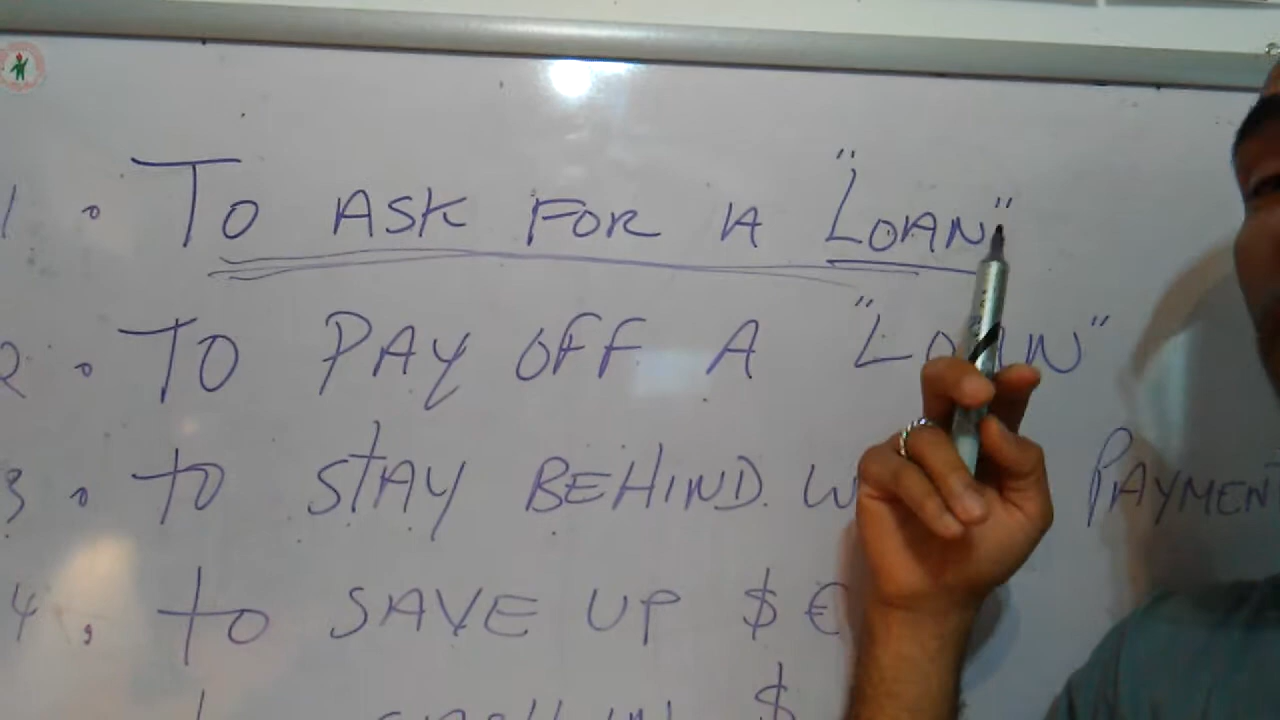 1. To ASK FOR A "LOAN"
2. TO PAY OFF A "LOAN"
3. to STAY BEHIND PAYMENT
4. to SAVE UP $ €
$